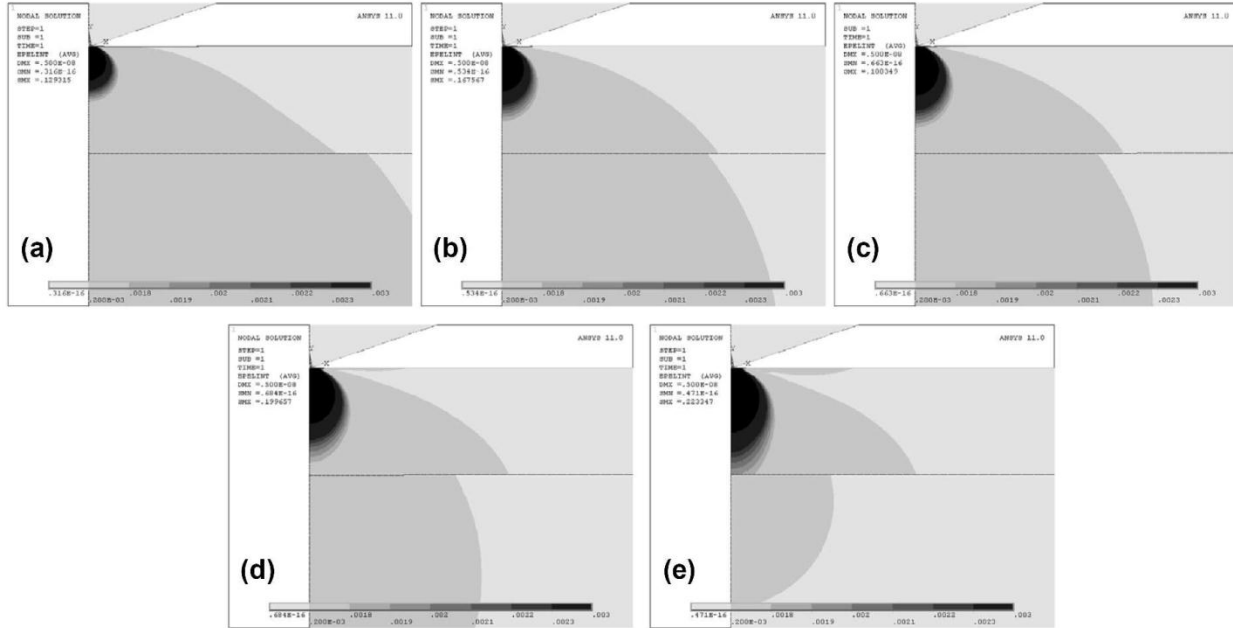 1
NODAL SOLUTION
ANSYS 11.0
STEP=1
SUB =1
TIME=1
EPELINT (AVG)
DMX =.500E-08
SMN =.316E-16
SMX =.129315
Y
X
(a)
.316E-16 .0018 .002 .0022 .003
.200E-03 .0019 .0021 .0023
1
NODAL SOLUTION
ANSYS 11.0
STEP=1
SUB =1
TIME=1
EPELINT (AVG)
DMX =.500E-08
SMN =.534E-16
SMX =.167567
Y
X
(b)
.534E-16 .0018 .002 .0022 .003
.200E-03 .0019 .0021 .0023
1
NODAL SOLUTION
ANSYS 11.0
SUB =1
TIME=1
EPELINT (AVG)
DMX =.500E-08
SMN =.663E-16
SMX =.180349
Y
X
(c)
.663E-16 .0018 .002 .0022 .003
.200E-03 .0019 .0021 .0023
1
NODAL SOLUTION
ANSYS 11.0
STEP=1
SUB =1
TIME=1
EPELINT (AVG)
DMX =.500E-08
SMN =.684E-16
SMX =.199657
Y
X
(d)
.684E-16 .0018 .002 .0022 .003
.200E-03 .0019 .0021 .0023
1
NODAL SOLUTION
ANSYS 11.0
STEP=1
SUB =1
TIME=1
EPELINT (AVG)
DMX =.500E-08
SMN =.471E-16
SMX =.223347
Y
X
(e)
.471E-16 .0018 .002 .0022 .003
.200E-03 .0019 .0021 .0023